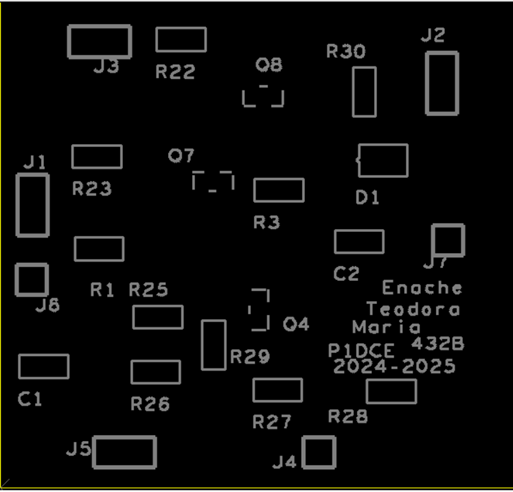 J2
R30
J3
R22
Q8
J1
R23
Q7
R3
D1
J7
C2
J6
R1 R25
Enache
Teodora
Maria
Q4
P1DCE 432B
R29
2024-2025
C1
R26
R27
R28
J5
J4